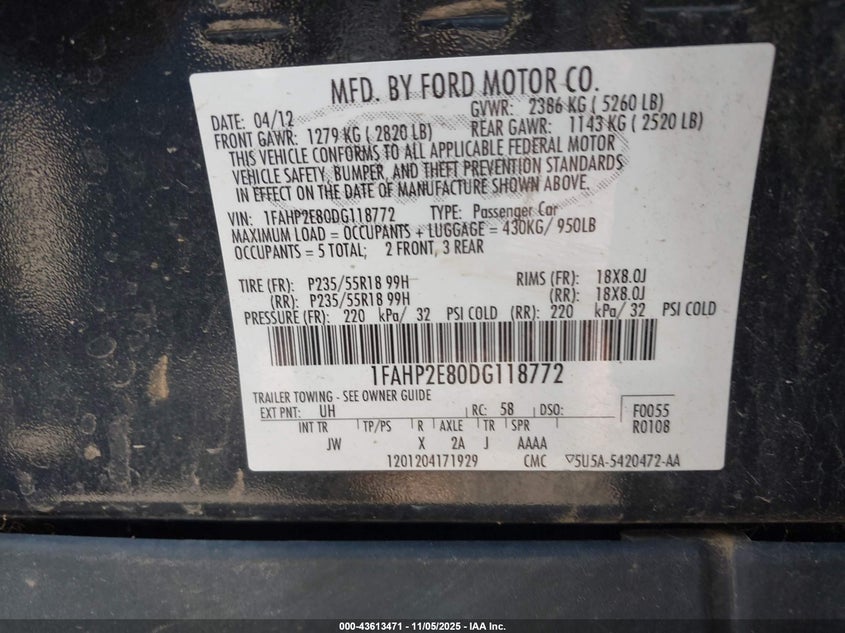 MFD. BY FORD MOTOR CO.
DATE: 04/12 GVWR: 2386 KG ( 5260 LB)
FRONT GAWR: 1279 KG ( 2820 LB) REAR GAWR: 1143 KG ( 2520 LB)
THIS VEHICLE CONFORMS TO ALL APPLICABLE FEDERAL MOTOR
VEHICLE SAFETY, BUMPER, AND THEFT PREVENTION STANDARDS
IN EFFECT ON THE DATE OF MANUFACTURE SHOWN ABOVE.
VIN: 1FAHP2E80DG118772 TYPE: Passenger Car
MAXIMUM LOAD = OCCUPANTS + LUGGAGE = 430KG/ 950LB
OCCUPANTS = 5 TOTAL; 2 FRONT, 3 REAR
TIRE (FR): P235/55R18 99H RIMS (FR): 18X8.0J
(RR): P235/55R18 99H (RR): 18X8.0J
PRESSURE (FR): 220 kPa/ 32 PSI COLD (RR): 220 kPa/ 32 PSI COLD
1FAHP2E80DG118772
TRAILER TOWING - SEE OWNER GUIDE
EXT PNT: UH RC: 58 DSO: F0055
INT TR TP/PS R AXLE TR SPR R0108
JW X 2A J AAAA
1201204171929 CMC ▽5U5A-5420472-AA
000-43613471 - 11/05/2025 - IAA Inc.